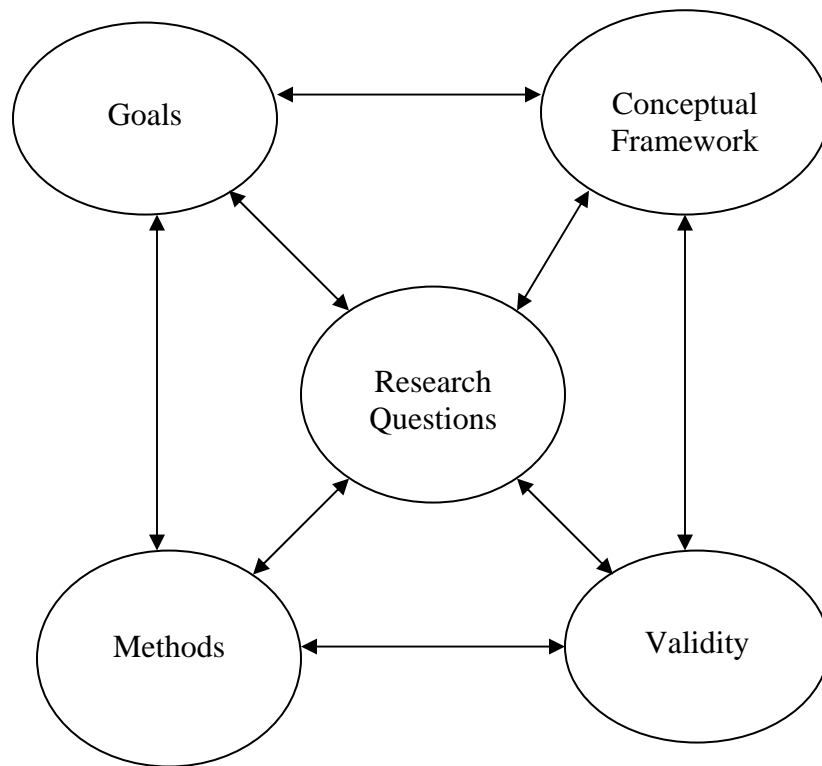 Goals
Conceptual
Framework
Research
Questions
Methods
Validity